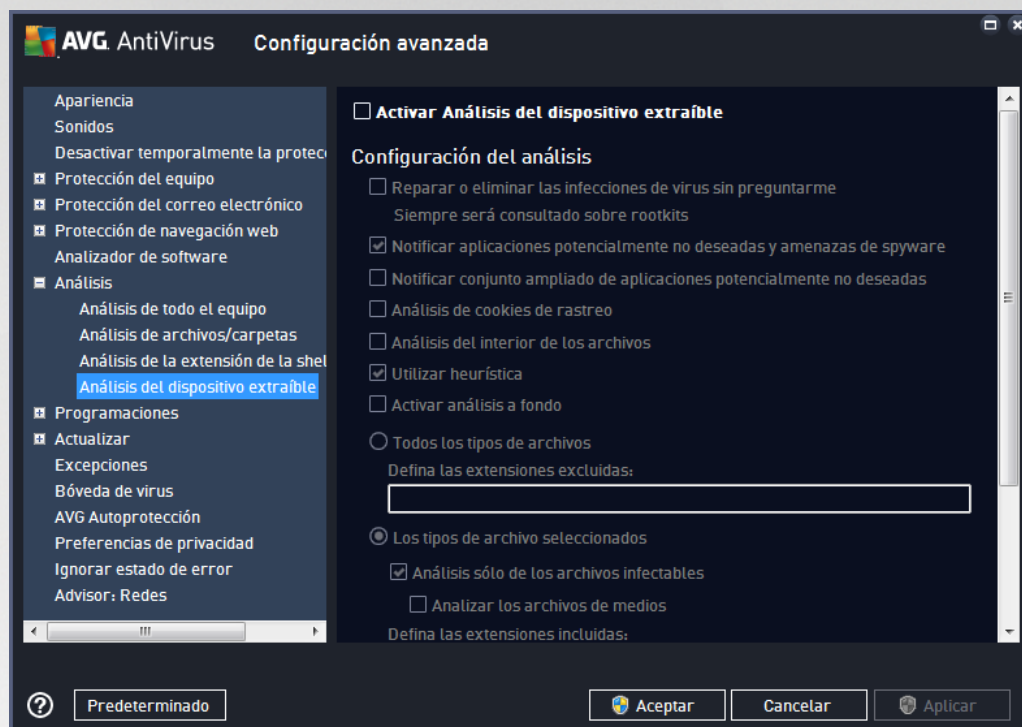 AVG. AntiVirus Configuración avanzada
Apariencia
Sonidos
Desactivar temporalmente la protec
Protección del equipo
Protección del correo electrónico
Protección de navegación web
Analizador de software
Análisis
Análisis de todo el equipo
Análisis de archivos/carpetas
Análisis de la extensión de la shel
Análisis del dispositivo extraíble
Programaciones
Actualizar
Excepciones
Bóveda de virus
AVG Autoprotección
Preferencias de privacidad
Ignorar estado de error
Advisor: Redes
Activar Análisis del dispositivo extraíble
Configuración del análisis
Reparar o eliminar las infecciones de virus sin preguntarme
Siempre será consultado sobre rootkits
Notificar aplicaciones potencialmente no deseadas y amenazas de spyware
Notificar conjunto ampliado de aplicaciones potencialmente no deseadas
Análisis de cookies de rastreo
Análisis del interior de los archivos
Utilizar heurística
Activar análisis a fondo
Todos los tipos de archivos
Defina las extensiones excluidas:
Los tipos de archivo seleccionados
Análisis sólo de los archivos infectables
Analizar los archivos de medios
Defina las extensiones incluidas:
? Predeterminado Aceptar Cancelar Aplicar